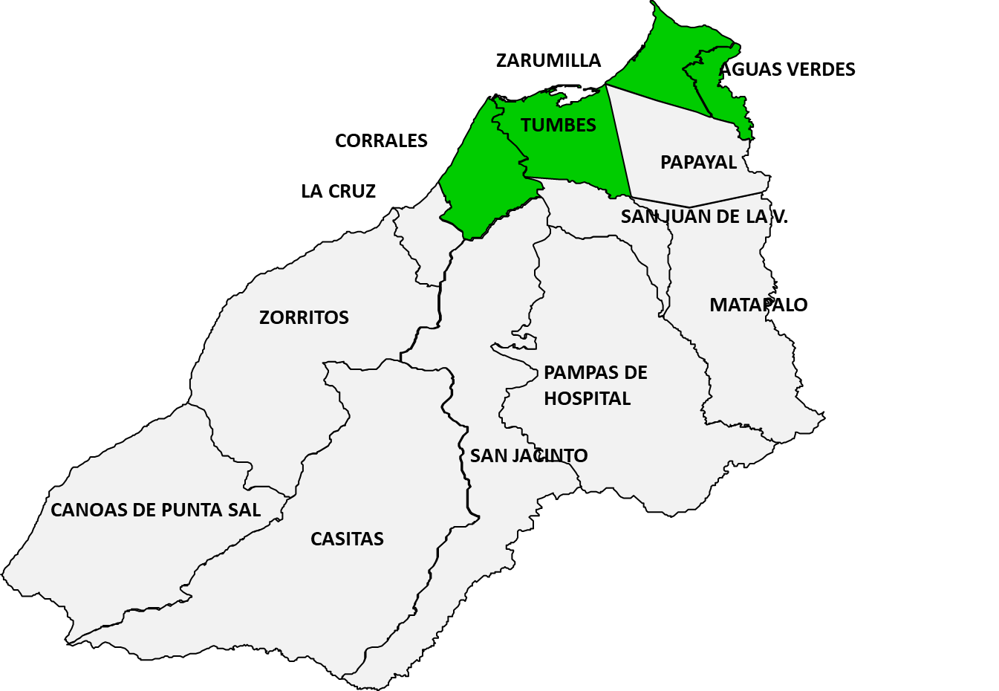 ZARUMILLA
AGUAS VERDES
TUMBES
CORRALES
PAPAYAL
LA CRUZ
SAN JUAN DE LA V.
MATAPALO
ZORRITOS
PAMPAS DE
HOSPITAL
SAN JACINTO
CANOAS DE PUNTA SAL
CASITAS